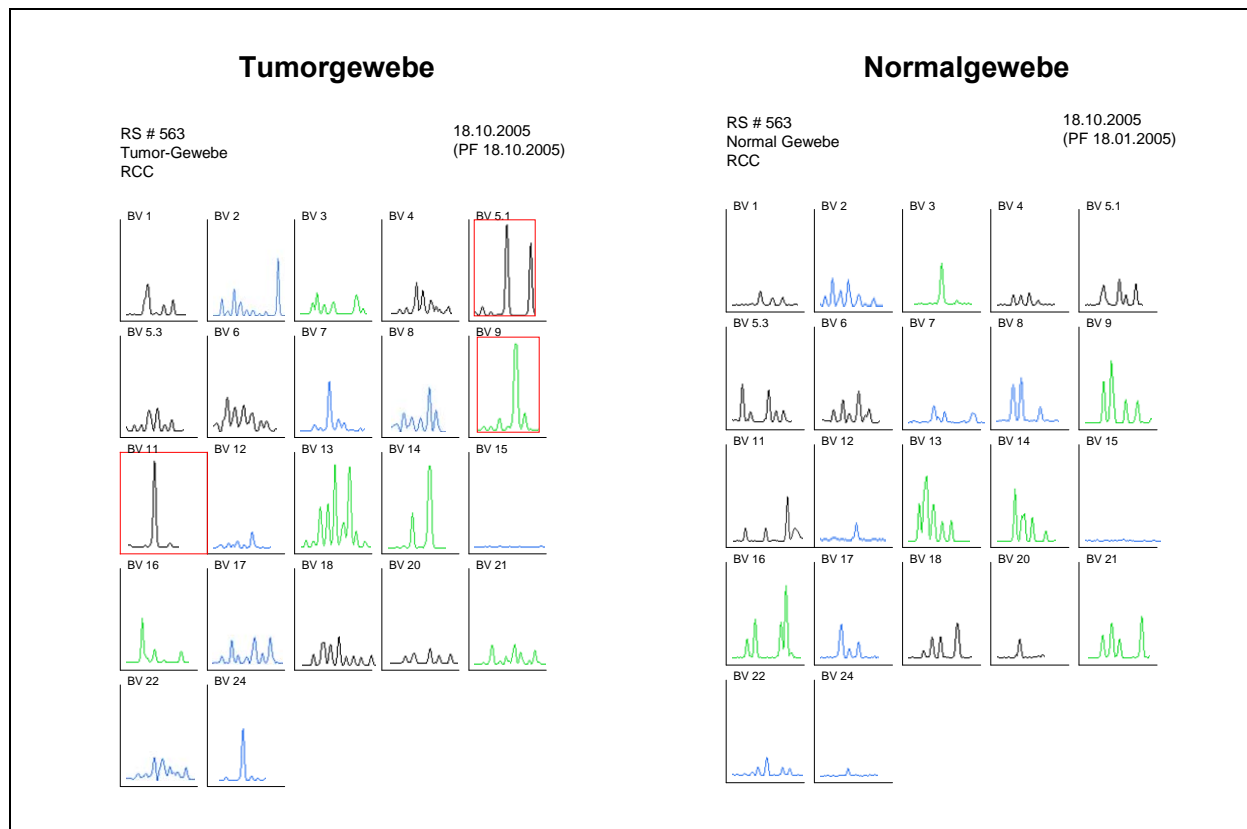 Tumorgewebe
RS # 563
Tumor-Gewebe
RCC
18.10.2005
(PF 18.10.2005)
BV 1 BV 2 BV 3 BV 4 BV 5.1
BV 5.3 BV 6 BV 7 BV 8 BV 9
BV 11 BV 12 BV 13 BV 14 BV 15
BV 16 BV 17 BV 18 BV 20 BV 21
BV 22 BV 24
Normalgewebe
RS # 563
Normal Gewebe
RCC
18.10.2005
(PF 18.01.2005)
BV 1 BV 2 BV 3 BV 4 BV 5.1
BV 5.3 BV 6 BV 7 BV 8 BV 9
BV 11 BV 12 BV 13 BV 14 BV 15
BV 16 BV 17 BV 18 BV 20 BV 21
BV 22 BV 24